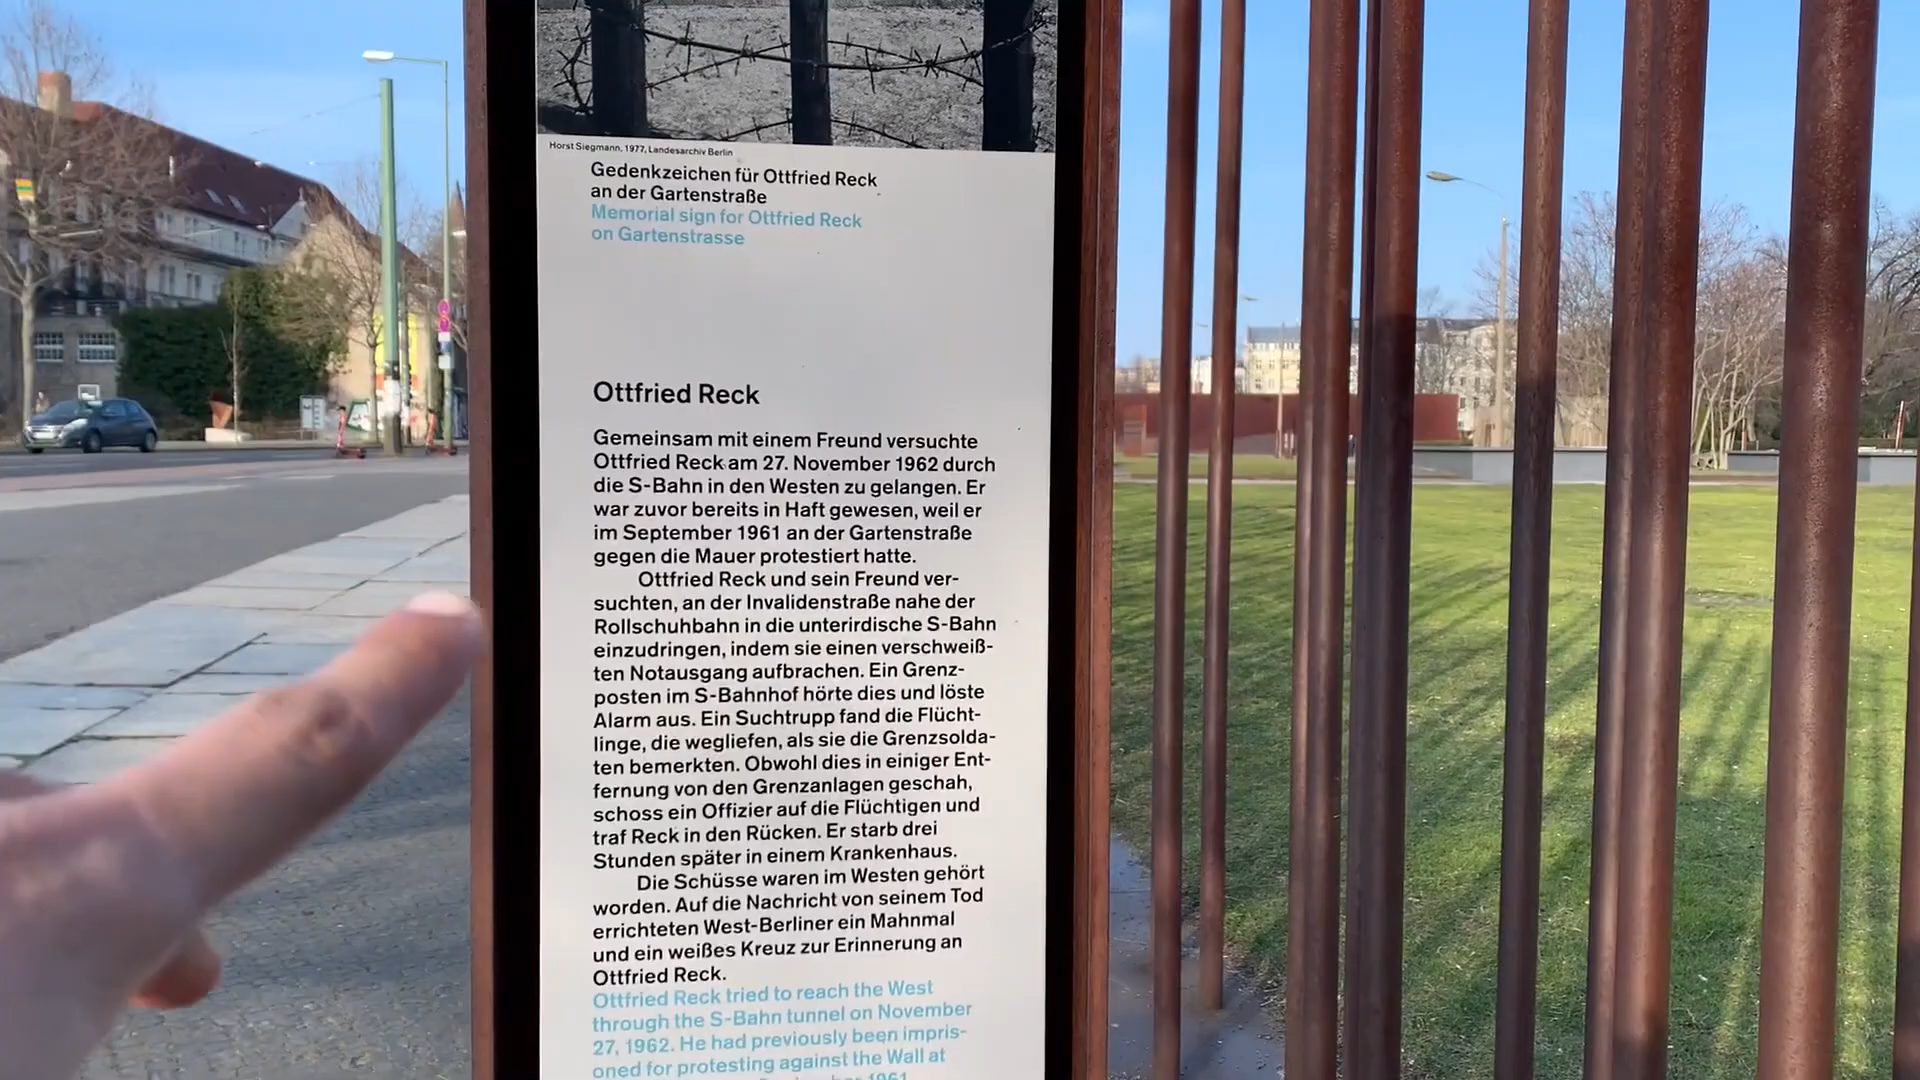 Horst Siegmann, 1977, Landesarchiv Berlin
Gedenkzeichen für Ottfried Reck
an der Gartenstraße
Memorial sign for Ottfried Reck
on Gartenstrasse
Ottfried Reck
Gemeinsam mit einem Freund versuchte
Ottfried Reck am 27. November 1962 durch
die S-Bahn in den Westen zu gelangen. Er
war zuvor bereits in Haft gewesen, weil er
im September 1961 an der Gartenstraße
gegen die Mauer protestiert hatte.
Ottfried Reck und sein Freund ver-
suchten, an der Invalidenstraße nahe der
Rollschuhbahn in die unterirdische S-Bahn
einzudringen, indem sie einen verschweiß-
ten Notausgang aufbrachen. Ein Grenz-
posten im S-Bahnhof hörte dies und löste
Alarm aus. Ein Suchtrupp fand die Flücht-
linge, die wegliefen, als sie die Grenzsolda-
ten bemerkten. Obwohl dies in einiger Ent-
fernung von den Grenzanlagen geschah,
schoss ein Offizier auf die Flüchtigen und
traf Reck in den Rücken. Er starb drei
Stunden später in einem Krankenhaus.
Die Schüsse waren im Westen gehört
worden. Auf die Nachricht von seinem Tod
errichteten West-Berliner ein Mahnmal
und ein weißes Kreuz zur Erinnerung an
Ottfried Reck.
Ottfried Reck tried to reach the West
through the S-Bahn tunnel on November
27, 1962. He had previously been impris-
oned for protesting against the Wall at
1961